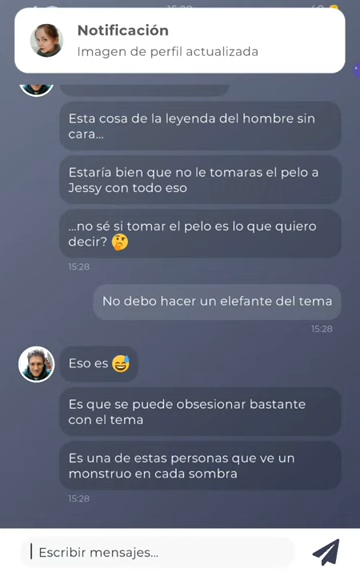 Notificación
Imagen de perfil actualizada
Esta cosa de la leyenda del hombre sin
cara...
Estaría bien que no le tomaras el pelo a
Jessy con todo eso
...no sé si tomar el pelo es lo que quiero
decir? 🤔
15:28
No debo hacer un elefante del tema
15:28
Eso es 😅
Es que se puede obsesionar bastante
con el tema
Es una de estas personas que ve un
monstruo en cada sombra
15:28
Escribir mensajes...